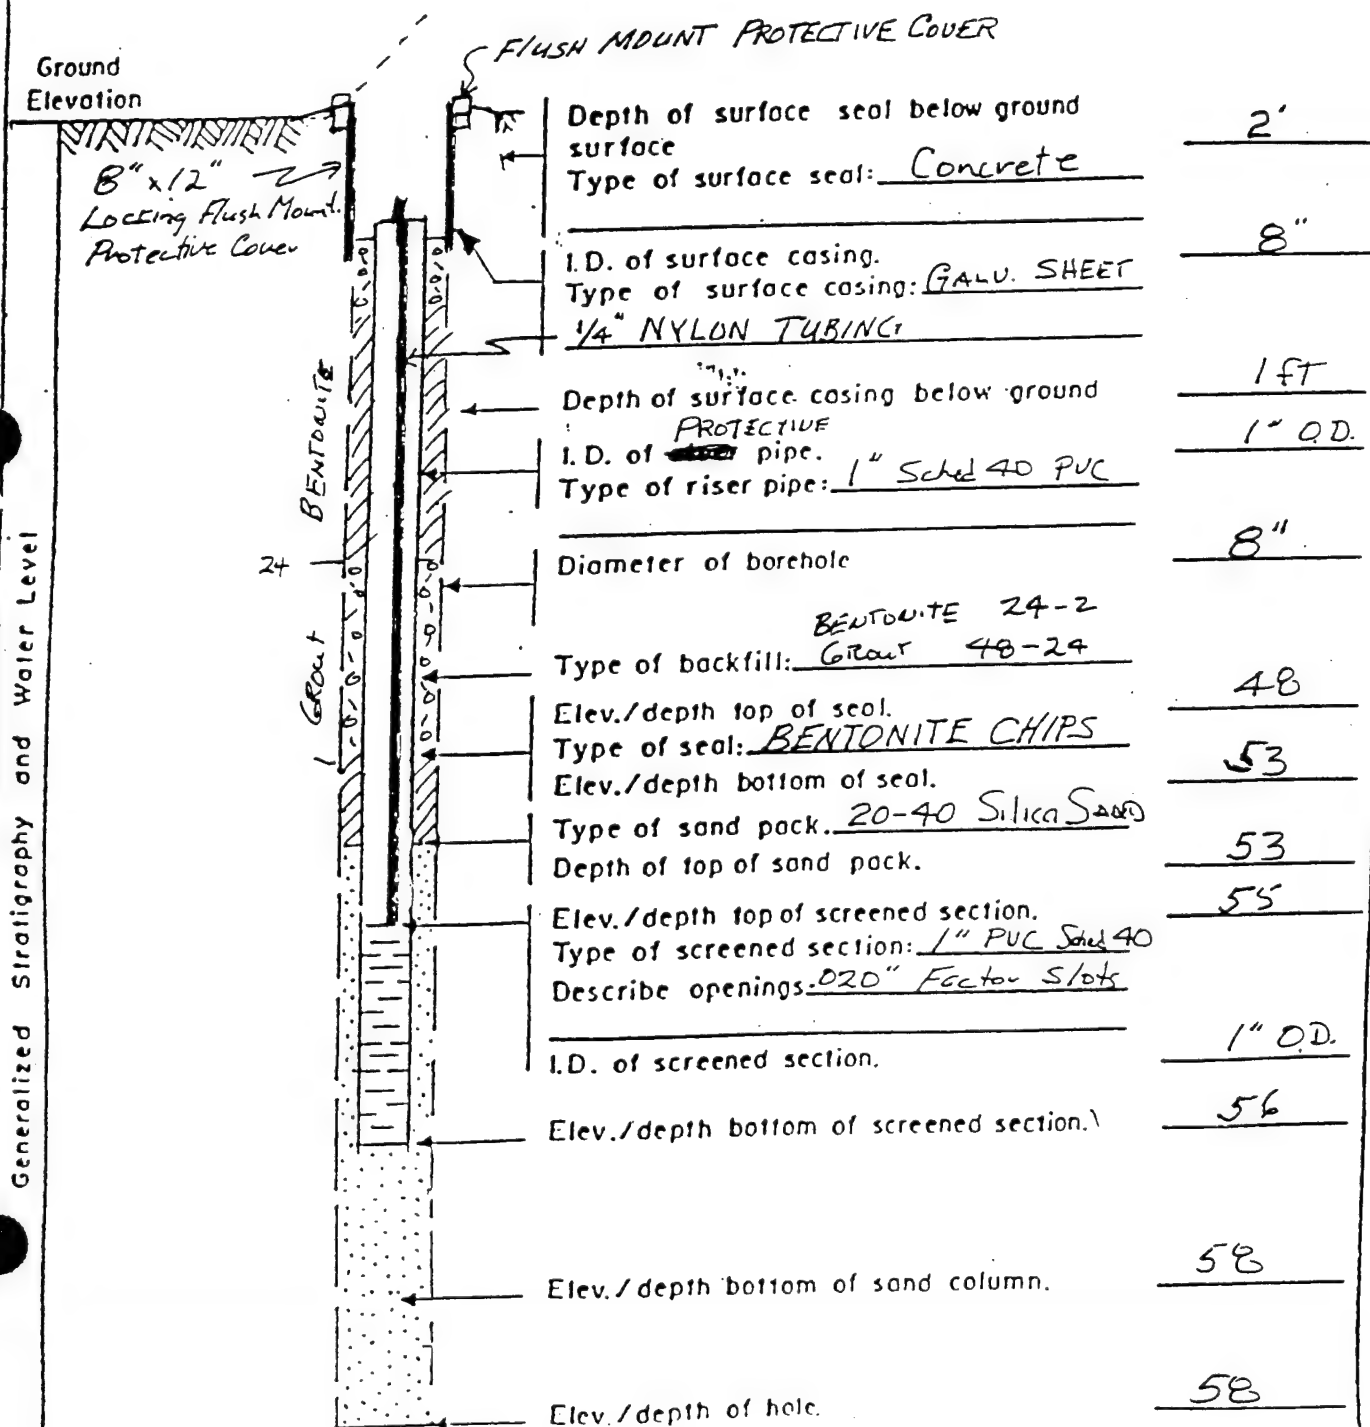 FLUSH MOUNT PROTECTIVE COVER
Ground
Elevation
8" x 12"
Locking Flush Mount
Protective Cover
Depth of surface seal below ground
surface
2'
Type of surface seal: Concrete
I.D. of surface casing.
8"
Type of surface casing: GALV. SHEET
1/4" NYLON TUBING
Depth of surface casing below ground
1 FT
PROTECTIVE
I.D. of pipe.
1" O.D.
Type of riser pipe: 1" Sched 40 PVC
BENTONITE
24
Diameter of borehole
8"
BENTONITE 24-2
Type of backfill: Grout 48-24
GROUT
Elev./depth top of seal.
48
Type of seal: BENTONITE CHIPS
Elev./depth bottom of seal.
53
Type of sand pack. 20-40 Silica SAND
Depth of top of sand pack.
53
Elev./depth top of screened section.
55
Type of screened section: 1" PVC Sched 40
Describe openings. .020" Factor Slots
I.D. of screened section.
1" O.D.
Elev./depth bottom of screened section.
56
Elev./depth bottom of sand column.
58
Elev./depth of hole.
58
Generalized Stratigraphy and Water Level